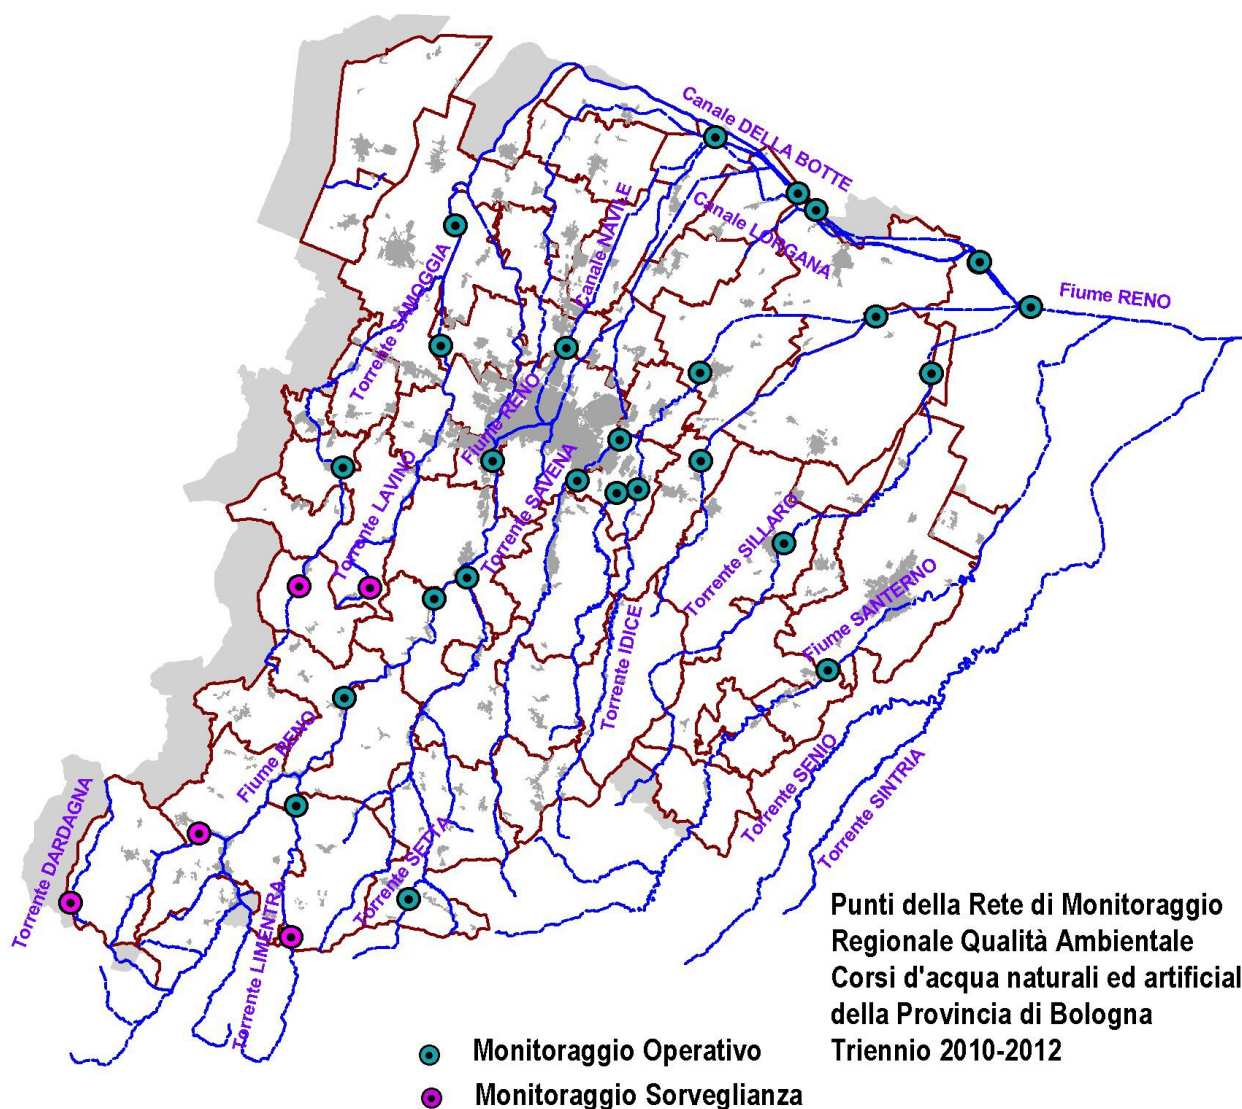 Canale DELLA BOTTE
Canale NAVILE
Canale LORGANA
Torrente SAMOGGIA
Fiume RENO
Fiume RENO
Torrente LAVINO
Torrente SAVENA
Torrente SILLARO
Fiume SANTERNO
Torrente IDICE
Fiume RENO
Torrente DARDAGNA
Torrente SETTA
Torrente LIMENTRA
Torrente SENIO
Torrente SINTRIA
Punti della Rete di Monitoraggio
Regionale Qualità Ambientale
Corsi d'acqua naturali ed artificial
della Provincia di Bologna
Triennio 2010-2012
Monitoraggio Operativo
Monitoraggio Sorveglianza